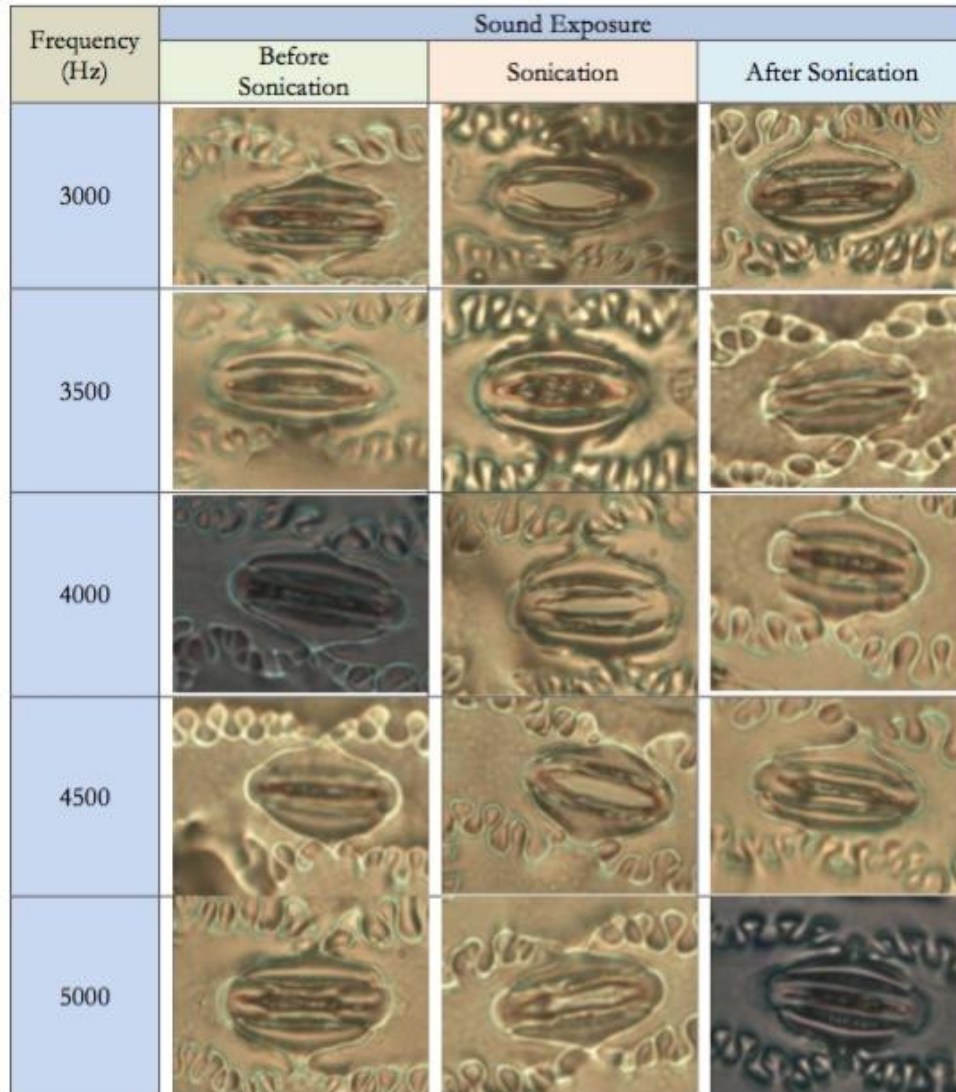 Frequency
(Hz)
Sound Exposure
Before
Sonication
Sonication
After Sonication
3000
3500
4000
4500
5000